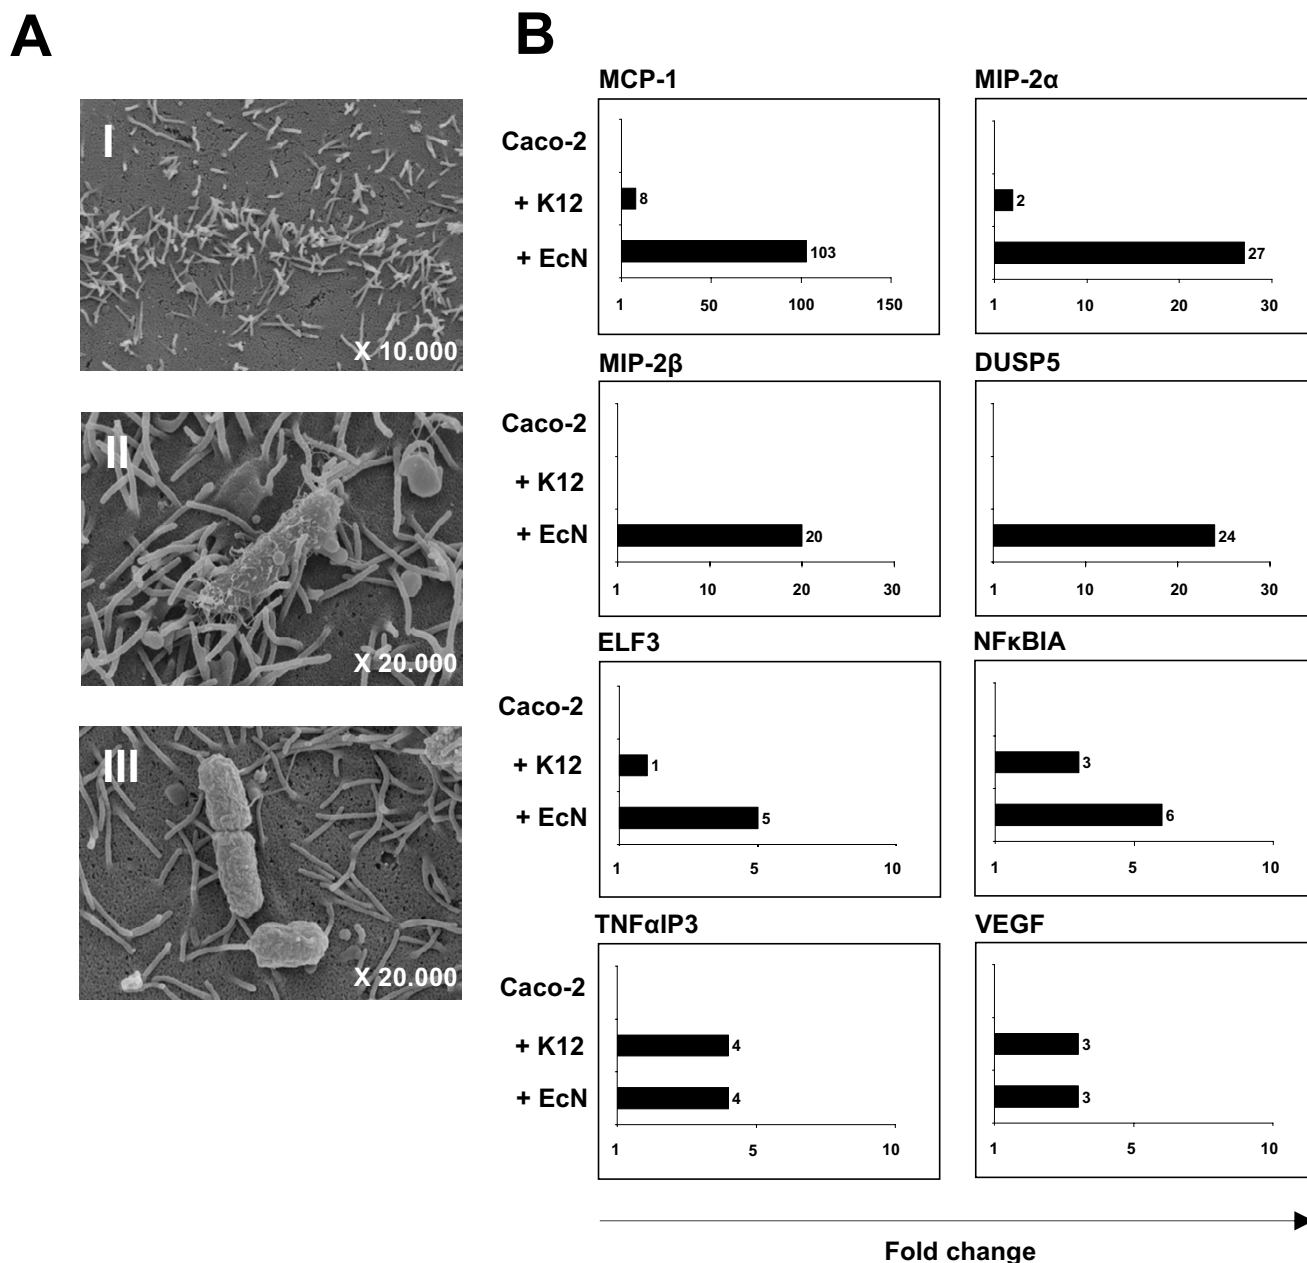 A
B
I
X 10.000
II
X 20.000
III
X 20.000
MCP-1
Caco-2
+ K12
+ EcN
8
103
1 50 100 150
MIP-2α
2
27
1 10 20 30
MIP-2β
Caco-2
+ K12
+ EcN
20
1 10 20 30
DUSP5
24
1 10 20 30
ELF3
Caco-2
+ K12
+ EcN
1
5
1 5 10
NFκBIA
3
6
1 5 10
TNFαIP3
Caco-2
+ K12
+ EcN
4
4
1 5 10
VEGF
3
3
1 5 10
Fold change